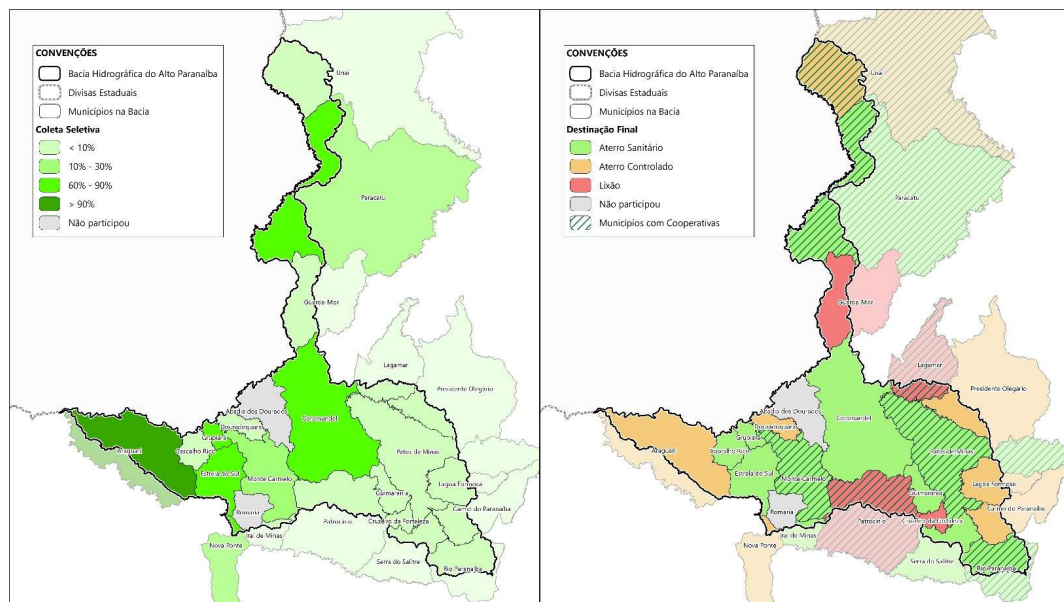 CONVENÇÕES
Bacia Hidrográfica do Alto Paranaíba
Divisas Estaduais
Municípios na Bacia
Coleta Seletiva
< 10%
10% - 30%
60% - 90%
> 90%
Não participou
Unaí
Paracatu
Guarda-Mor
Lagamar
Presidente Olegário
Abadia dos Dourados
Coromandel
Douradoquara
Grupiara
Araguari
Cascalho Rico
Patos de Minas
Estrela do Sul
Monte Carmelo
Lagoa Formosa
Guimarânia
Carmo do Paranaíba
Romaria
Patrocínio
Cruzeiro da Fortaleza
Iraí de Minas
Nova Ponte
Serra do Salitre
Rio Paranaíba
CONVENÇÕES
Bacia Hidrográfica do Alto Paranaíba
Divisas Estaduais
Municípios na Bacia
Destinação Final
Aterro Sanitário
Aterro Controlado
Lixão
Não participou
Municípios com Cooperativas
Unaí
Paracatu
Guarda-Mor
Lagamar
Presidente Olegário
Abadia dos Dourados
Coromandel
Douradoquara
Grupiara
Araguari
Cascalho Rico
Patos de Minas
Estrela do Sul
Monte Carmelo
Lagoa Formosa
Guimarânia
Carmo do Paranaíba
Romaria
Patrocínio
Cruzeiro da Fortaleza
Iraí de Minas
Nova Ponte
Serra do Salitre
Rio Paranaíba